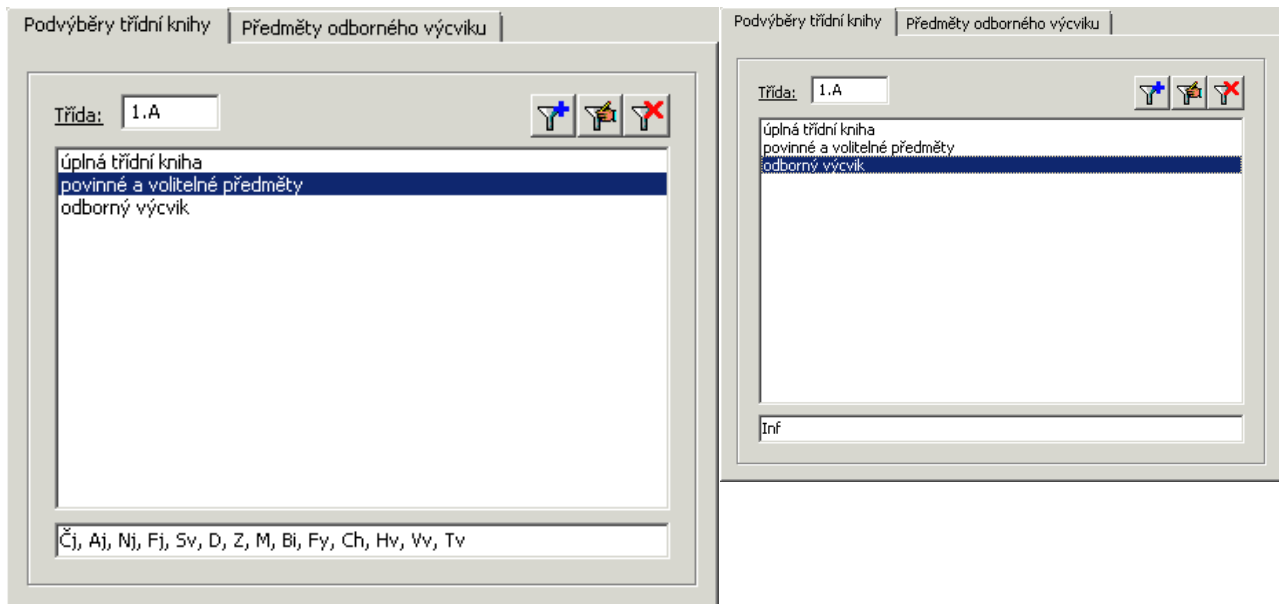 Podvýběry třídní knihy
Předměty odborného výcviku
Třída: 1.A
úplná třídní kniha
povinné a volitelné předměty
odborný výcvik
Čj, Aj, Nj, Fj, Sv, D, Z, M, Bi, Fy, Ch, Hv, Vv, Tv
Podvýběry třídní knihy
Předměty odborného výcviku
Třída: 1.A
úplná třídní kniha
povinné a volitelné předměty
odborný výcvik
Inf